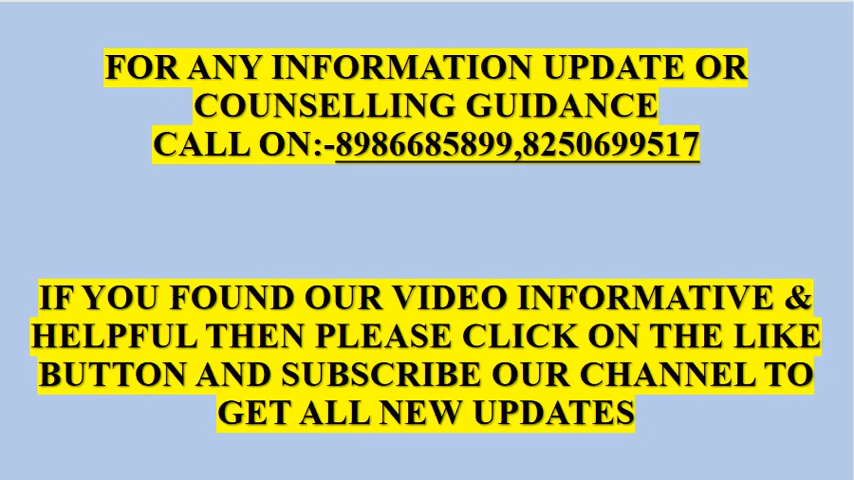 FOR ANY INFORMATION UPDATE OR
COUNSELLING GUIDANCE
CALL ON:-8986685899,8250699517
IF YOU FOUND OUR VIDEO INFORMATIVE &
HELPFUL THEN PLEASE CLICK ON THE LIKE
BUTTON AND SUBSCRIBE OUR CHANNEL TO
GET ALL NEW UPDATES